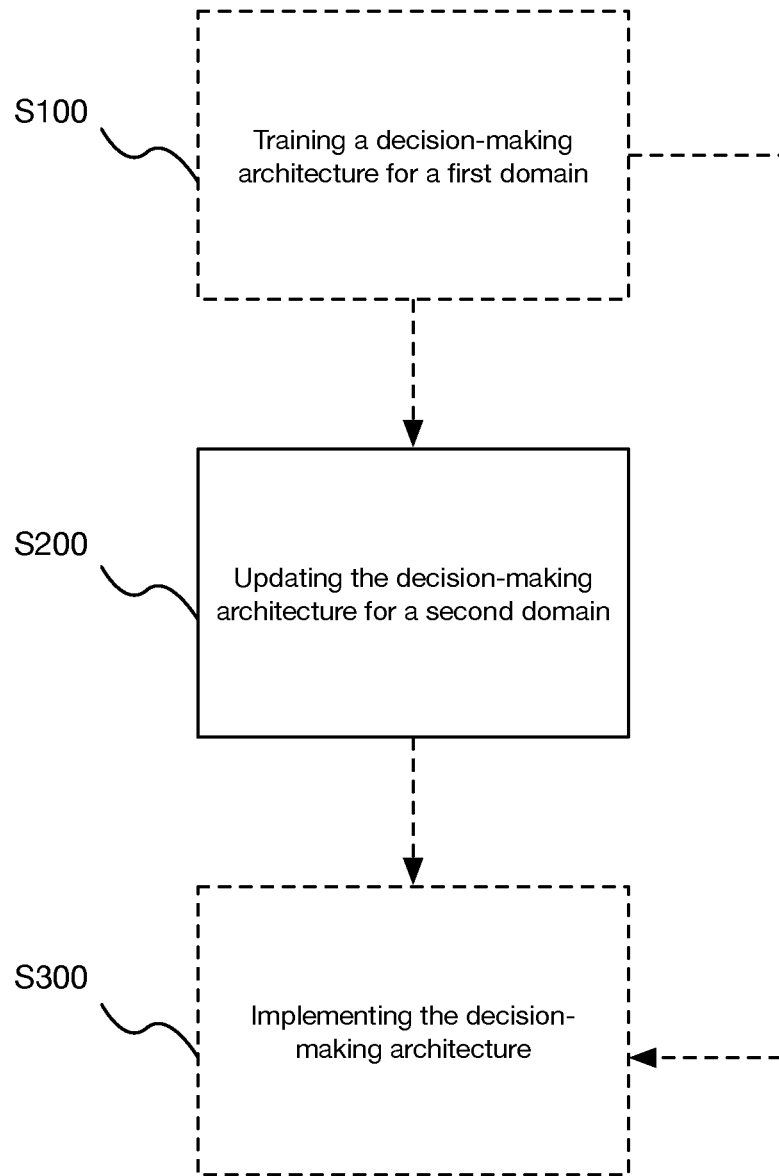 S100
Training a decision-making
architecture for a first domain
S200
Updating the decision-making
architecture for a second domain
S300
Implementing the decision-
making architecture